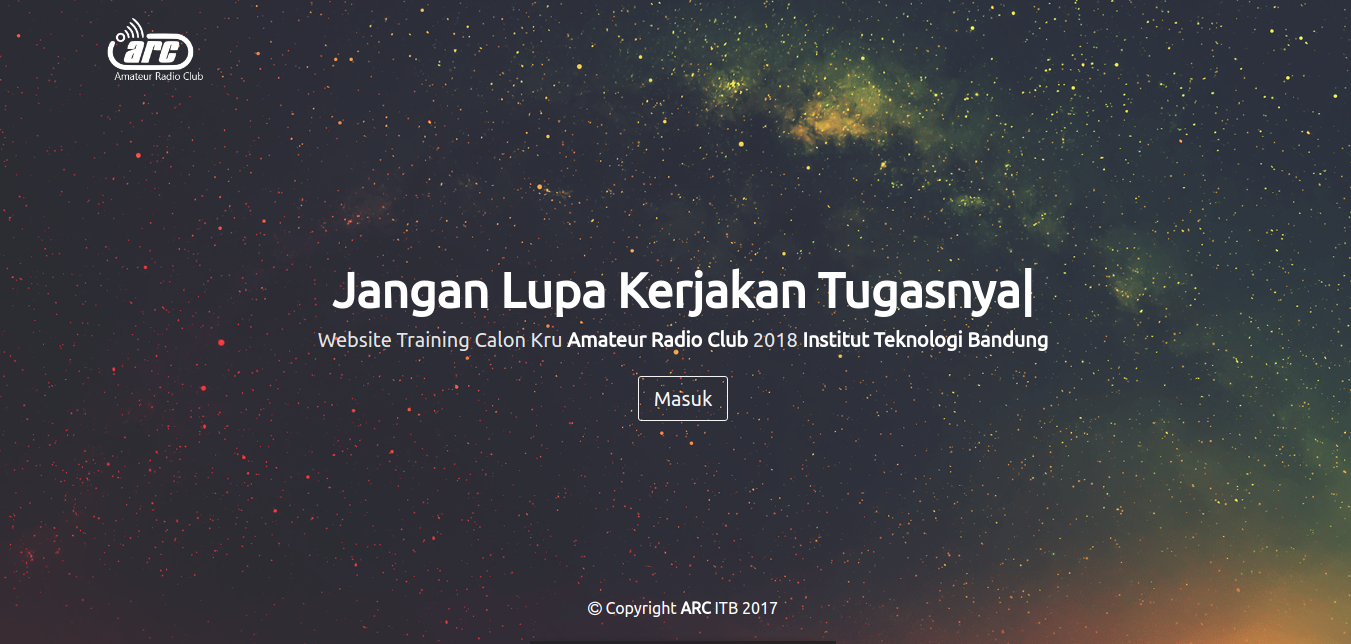 arc
Amateur Radio Club
Jangan Lupa Kerjakan Tugasnya|
Website Training Calon Kru Amateur Radio Club 2018 Institut Teknologi Bandung
Masuk
© Copyright ARC ITB 2017